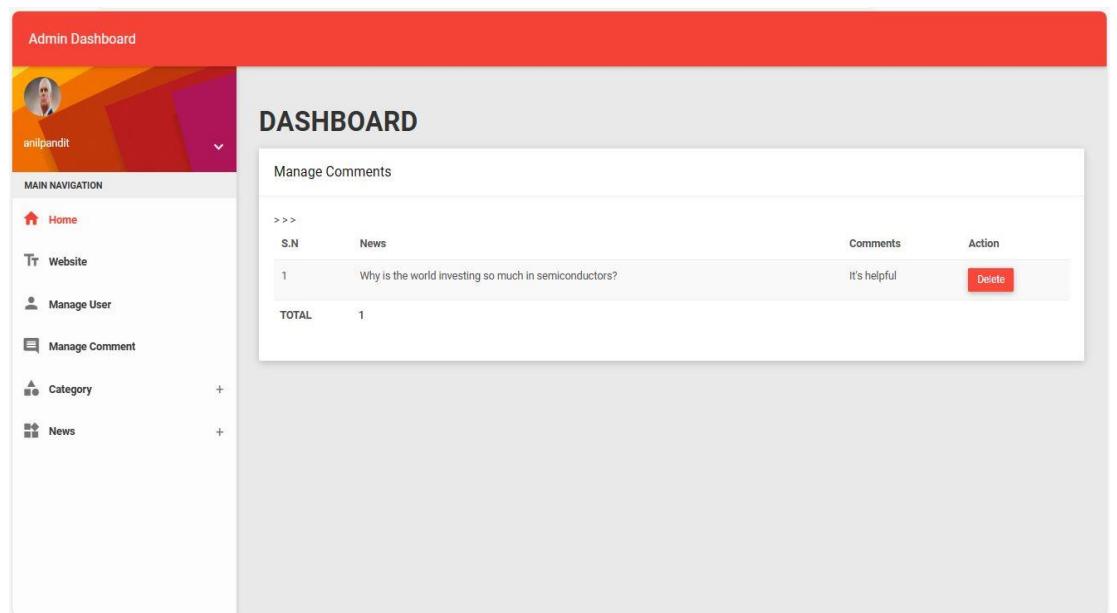 Admin Dashboard
anilpandit
MAIN NAVIGATION
Home
Website
Manage User
Manage Comment
Category +
News +
DASHBOARD
Manage Comments
> > >
S.N News Comments Action
1 Why is the world investing so much in semiconductors? It's helpful Delete
TOTAL 1